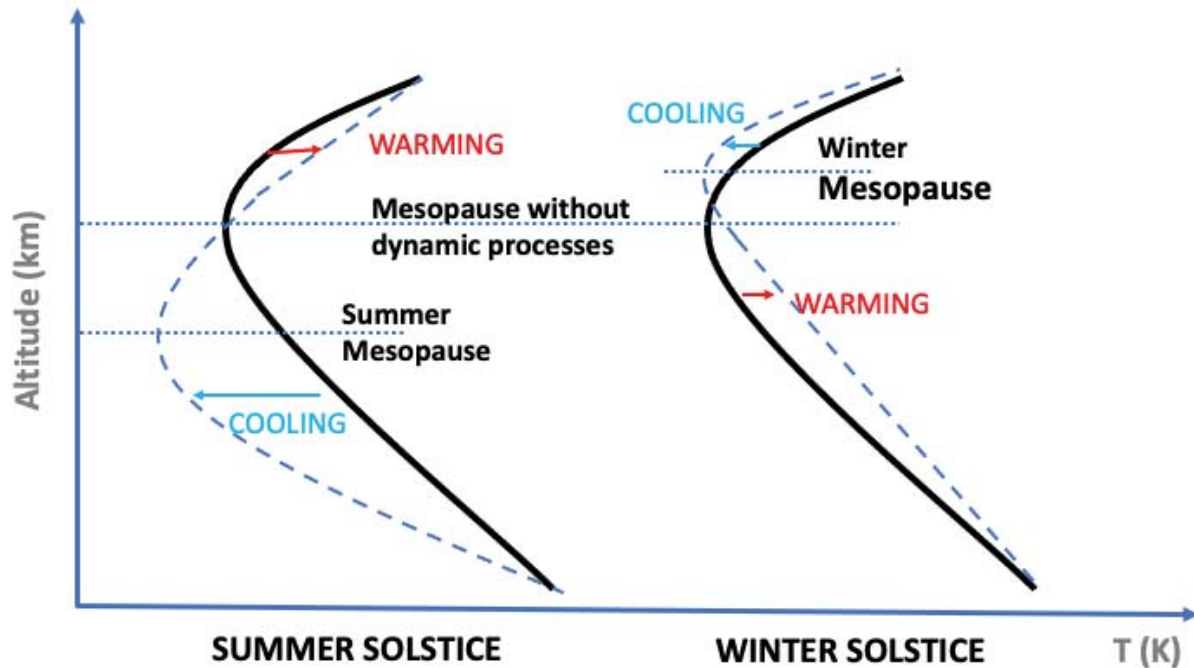 COOLING
WARMING
Winter
Mesopause
Mesopause without
dynamic processes
WARMING
Summer
Mesopause
COOLING
Altitude (km)
SUMMER SOLSTICE
WINTER SOLSTICE
T (K)